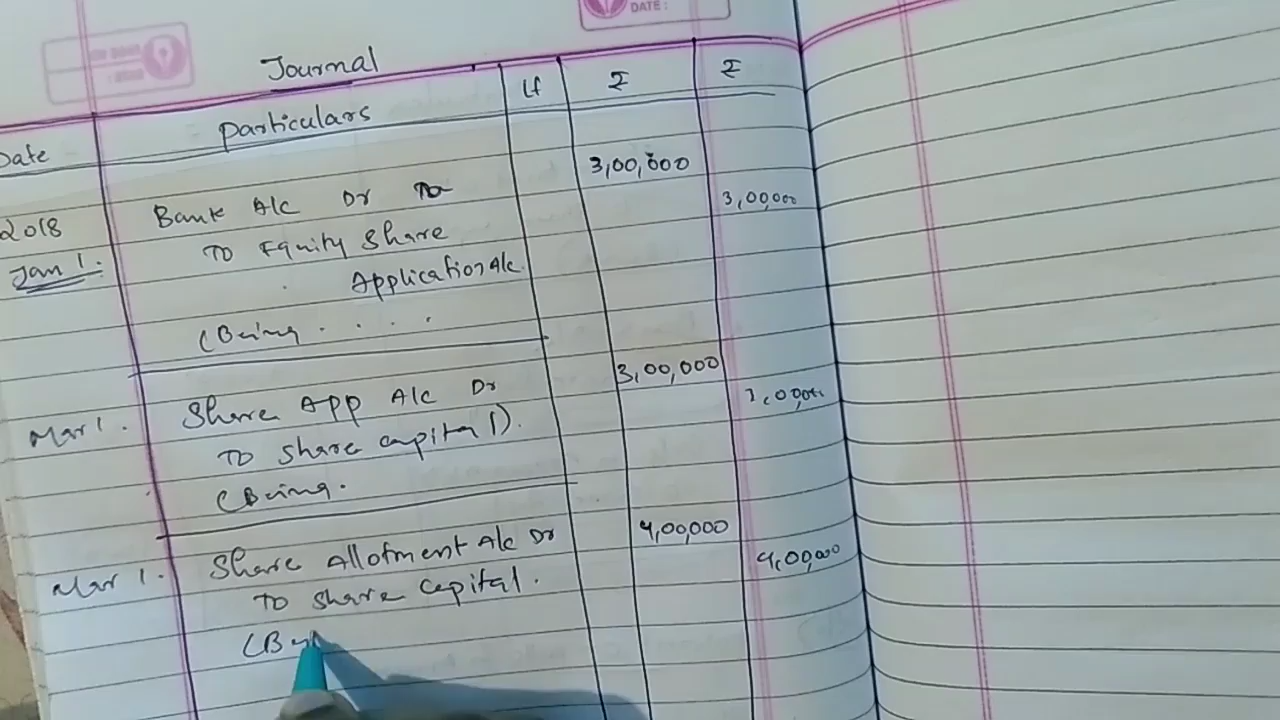 DATE :
Journal
Date Particulars Lf ₹ ₹
2018 Bank A/c Dr To 3,00,000
Jan 1. To Equity Share 3,00,000
Application A/c.
(Being . . . .
Mar 1. Share App A/c Dr 3,00,000
To share capital).
(Being.
Mar 1. Share Allotment A/c Dr 4,00,000
To share capital. 4,00,000
(B